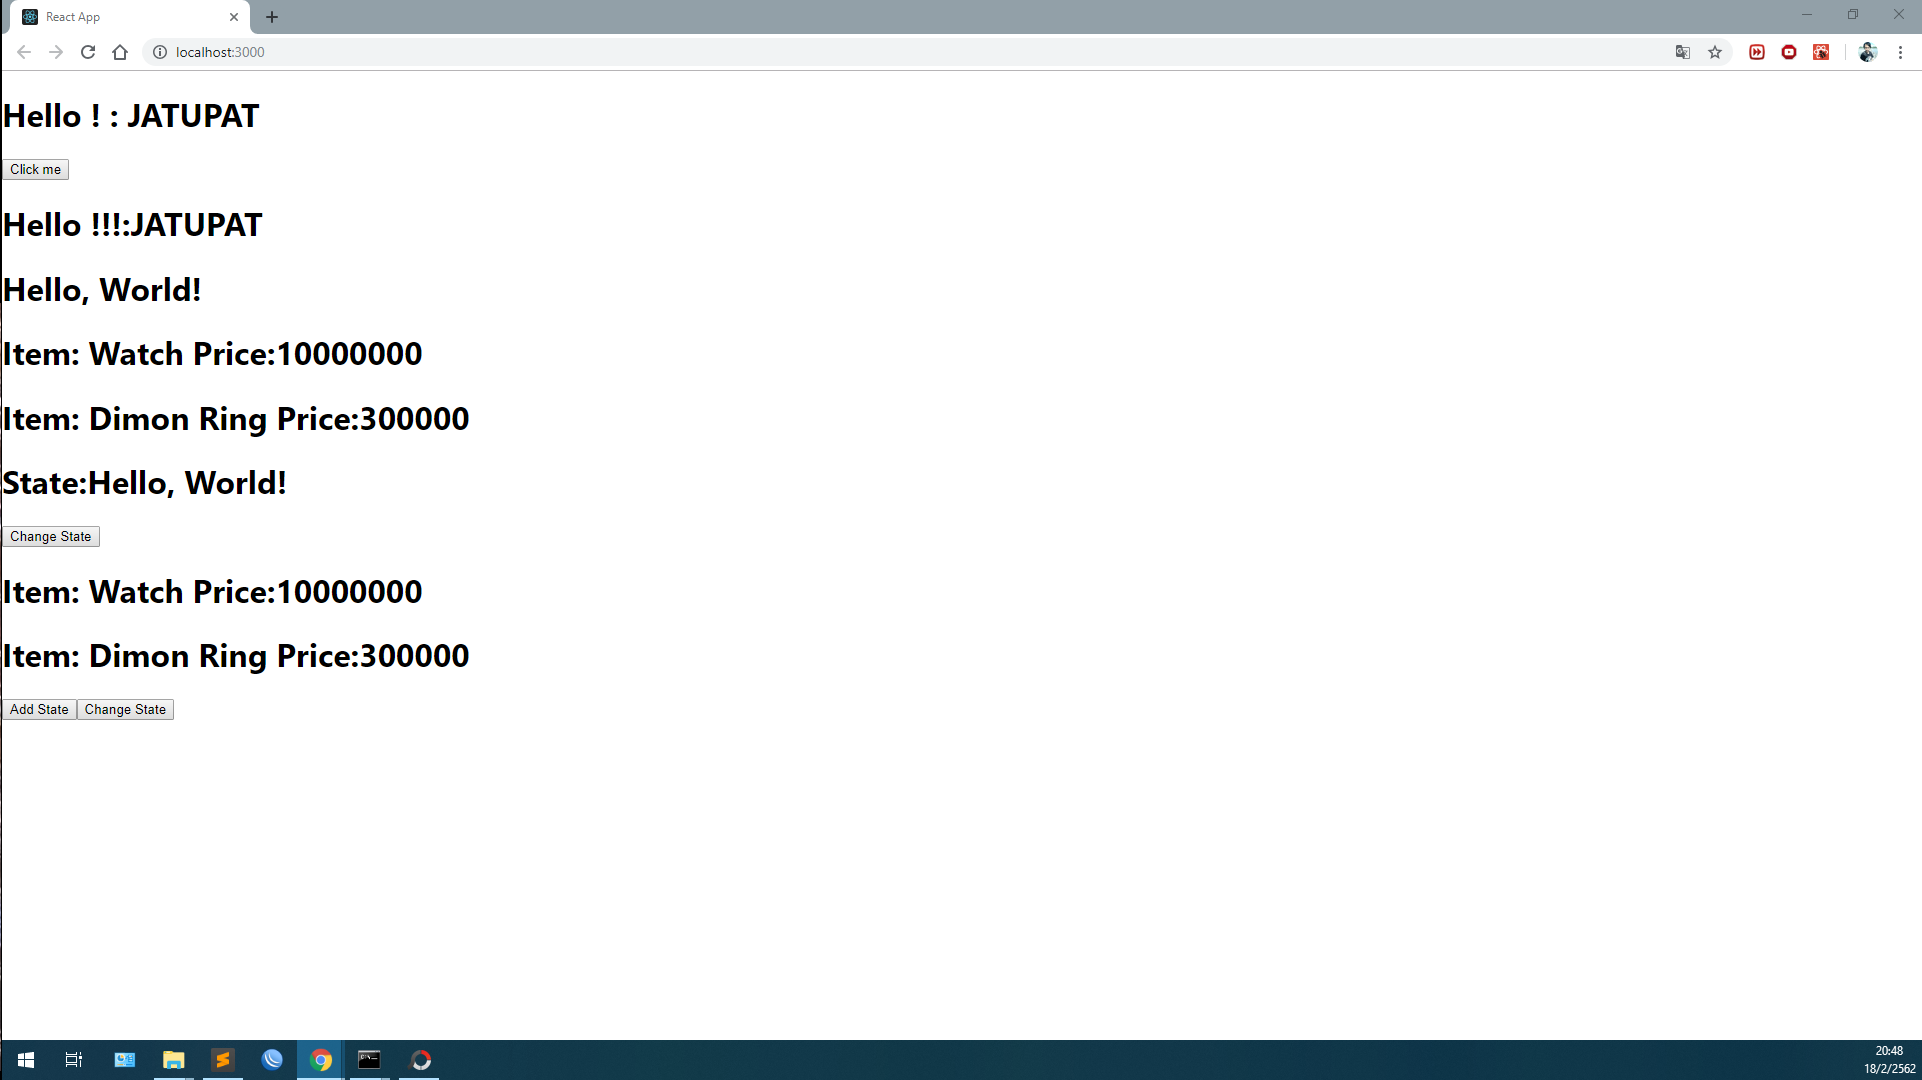 React App
localhost:3000
Hello ! : JATUPAT
Click me
Hello !!!:JATUPAT
Hello, World!
Item: Watch Price:10000000
Item: Dimon Ring Price:300000
State:Hello, World!
Change State
Item: Watch Price:10000000
Item: Dimon Ring Price:300000
Add State Change State
20:48
18/2/2562